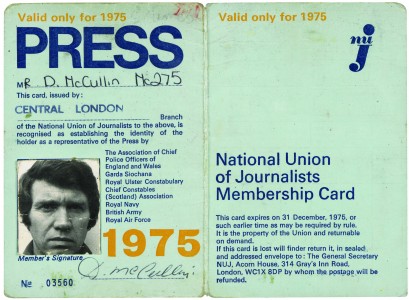 Valid only for 1975
PRESS
MR D. McCullin No275
This card, issued by:
CENTRAL LONDON
Branch
of the National Union of Journalists to the above, is
recognised as establishing the identity of the
holder as a representative of the Press by
The Association of Chief
Police Officers of
England and Wales
Garda Siochana
Royal Ulster Constabulary
Chief Constables
(Scotland) Association
Royal Navy
British Army
Royal Air Force
1975
Member's Signature
D. McCullin
No 03560
Valid only for 1975
nuj
National Union
of Journalists
Membership Card
This card expires on 31 December, 1975, or
such earlier time as may be required by rule.
It is the property of the Union and returnable
on demand.
If this card is lost will finder return it, in sealed
and addressed envelope to: The General Secretary
NUJ, Acorn House, 314 Gray's Inn Road,
London, WC1X 8DP by whom the postage will be
refunded.